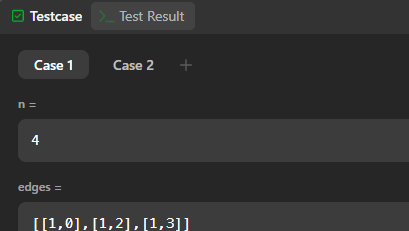 Testcase >_ Test Result
Case 1 Case 2 +
n =
4
edges =
[[1,0],[1,2],[1,3]]